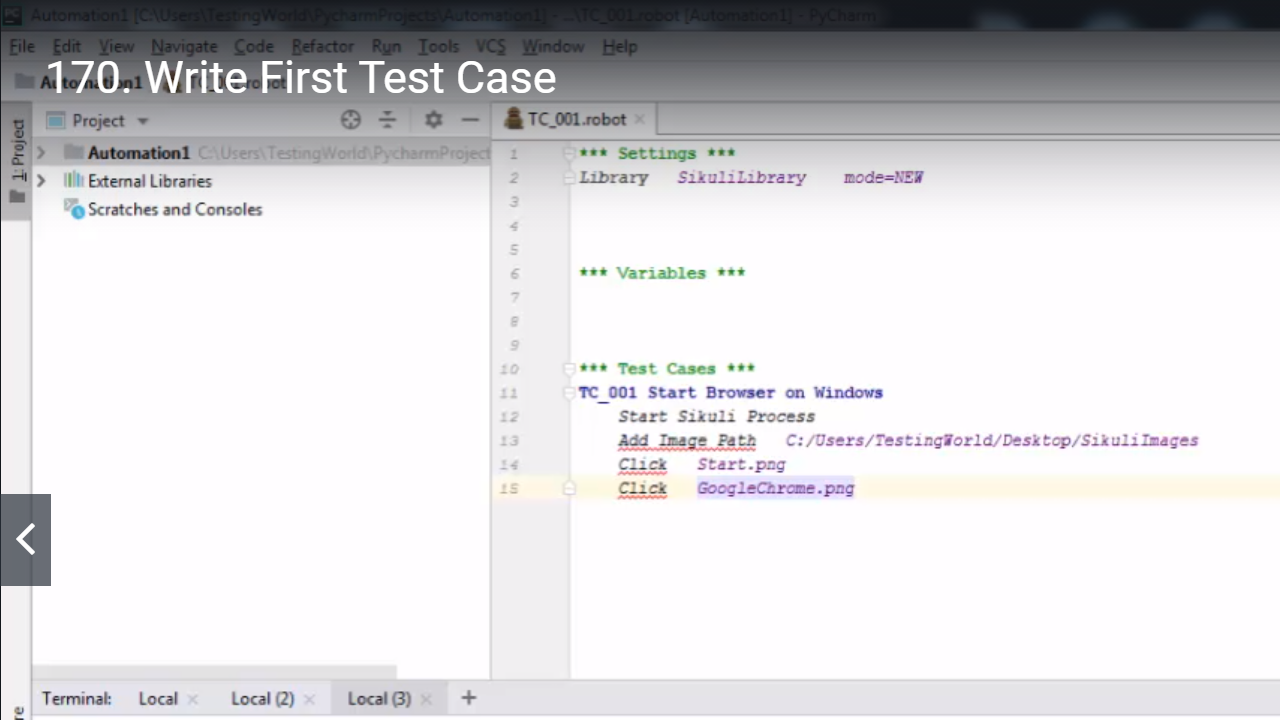 Automation1 [C:\Users\TestingWorld\PycharmProjects\Automation1] - ...\TC_001.robot [Automation1] - PyCharm
File Edit View Navigate Code Refactor Run Tools VCS Window Help
170. Write First Test Case
Automation1 TC_001.robot
1: Project
Project
TC_001.robot
Automation1 C:\Users\TestingWorld\PycharmProject
External Libraries
Scratches and Consoles
1 *** Settings ***
2 Library SikuliLibrary mode=NEW
3
4
5
6 *** Variables ***
7
8
9
10 *** Test Cases ***
11 TC_001 Start Browser on Windows
12 Start Sikuli Process
13 Add Image Path C:/Users/TestingWorld/Desktop/SikuliImages
14 Click Start.png
15 Click GoogleChrome.png
Terminal: Local Local (2) Local (3) +